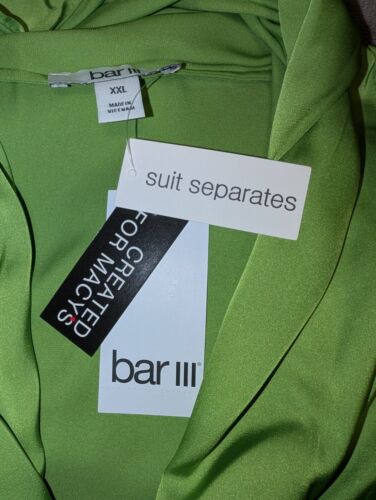 bar III
XXL
MADE IN
VIETNAM
suit separates
CREATED
FOR MACY'S
bar III®